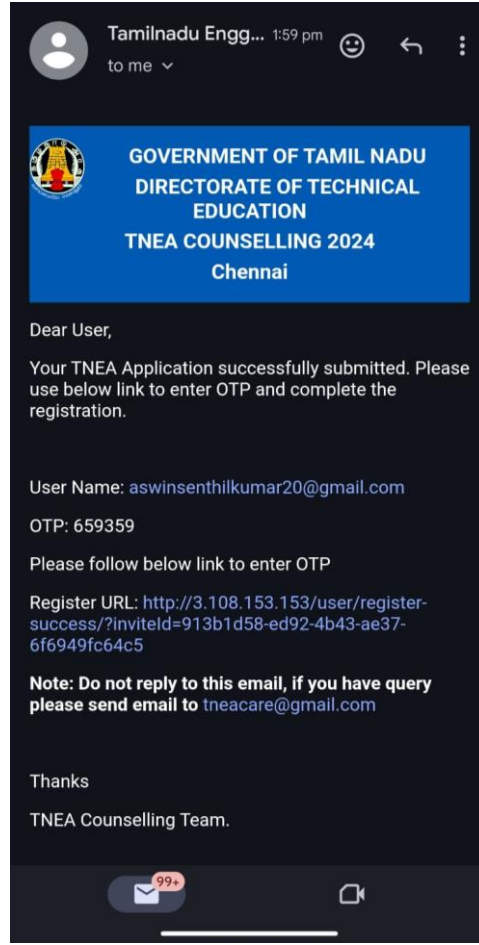 Tamilnadu Engg... 1:59 pm
to me
GOVERNMENT OF TAMIL NADU
DIRECTORATE OF TECHNICAL
EDUCATION
TNEA COUNSELLING 2024
Chennai
Dear User,
Your TNEA Application successfully submitted. Please
use below link to enter OTP and complete the
registration.
User Name: aswinsenthilkumar20@gmail.com
OTP: 659359
Please follow below link to enter OTP
Register URL: http://3.108.153.153/user/register-
success/?inviteId=913b1d58-ed92-4b43-ae37-
6f6949fc64c5
Note: Do not reply to this email, if you have query
please send email to tneacare@gmail.com
Thanks
TNEA Counselling Team.
99+